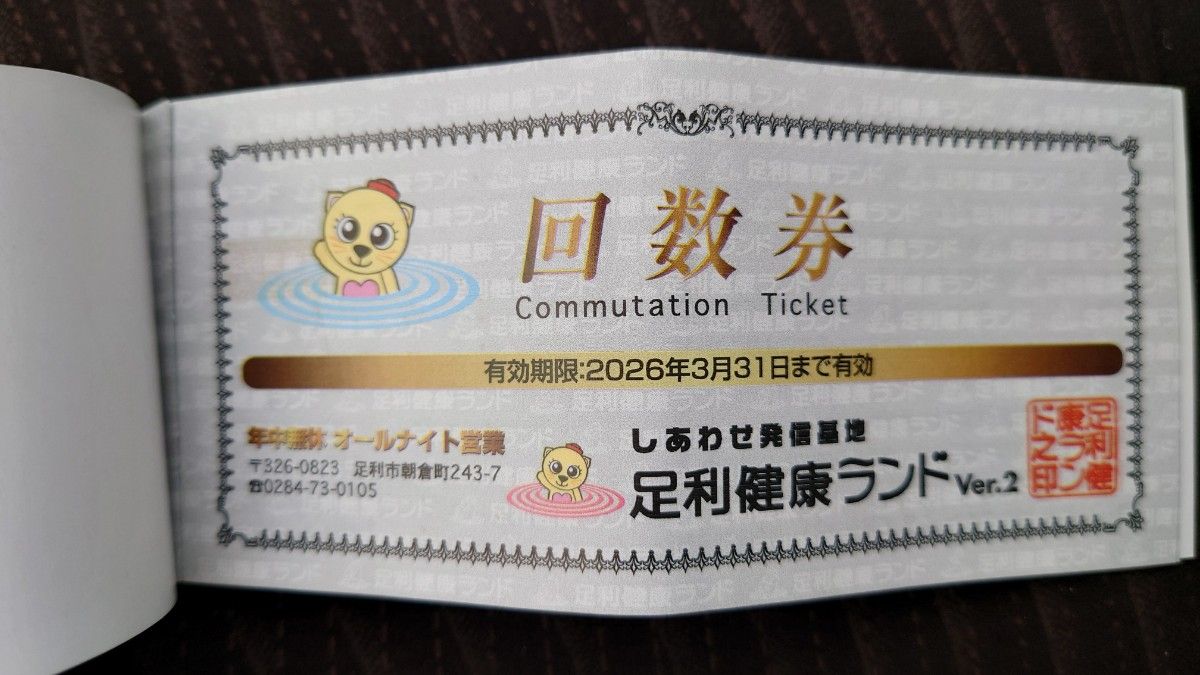 回数券
Commutation Ticket
有効期限:2026年3月31日まで有効
年中無休 オールナイト営業
〒326-0823 足利市朝倉町243-7
☎0284-73-0105
しあわせ発信基地
足利健康ランド Ver.2
足利健
康ラン
ド之印